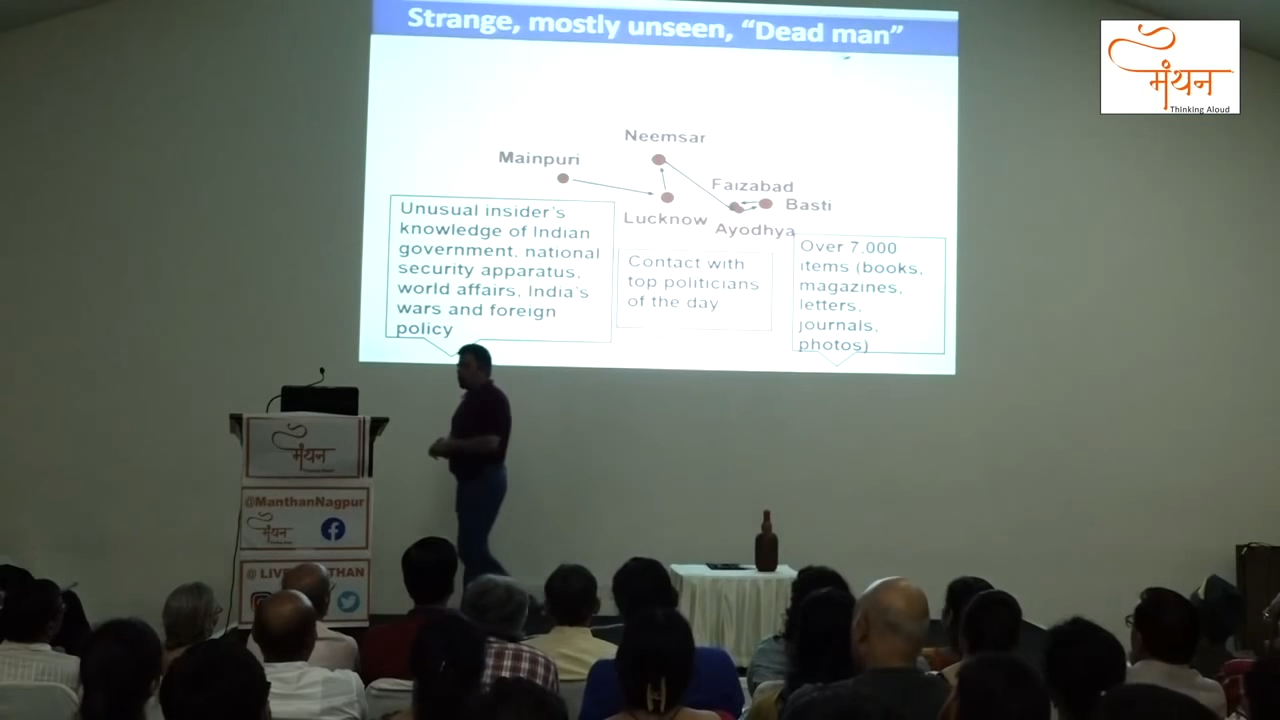 Strange, mostly unseen, “Dead man”
मंथन
Thinking Aloud
Neemsar
Mainpuri
Faizabad
Basti
Lucknow
Ayodhya
Unusual insider's
knowledge of Indian
government, national
security apparatus,
world affairs, India's
wars and foreign
policy
Contact with
top politicians
of the day
Over 7,000
items (books,
magazines,
letters,
journals,
photos)
मंथन
Thinking Aloud
@ManthanNagpur
मंथन